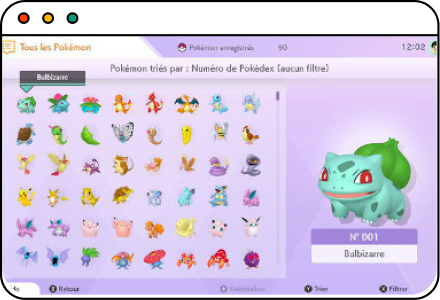 Tous les Pokémon
Pokémon enregistrés 90
12:02
Pokémon triés par : Numéro de Pokédex (aucun filtre)
Bulbizarre
N° 001
Bulbizarre
Retour
Réinitialiser
Trier
Filtrer